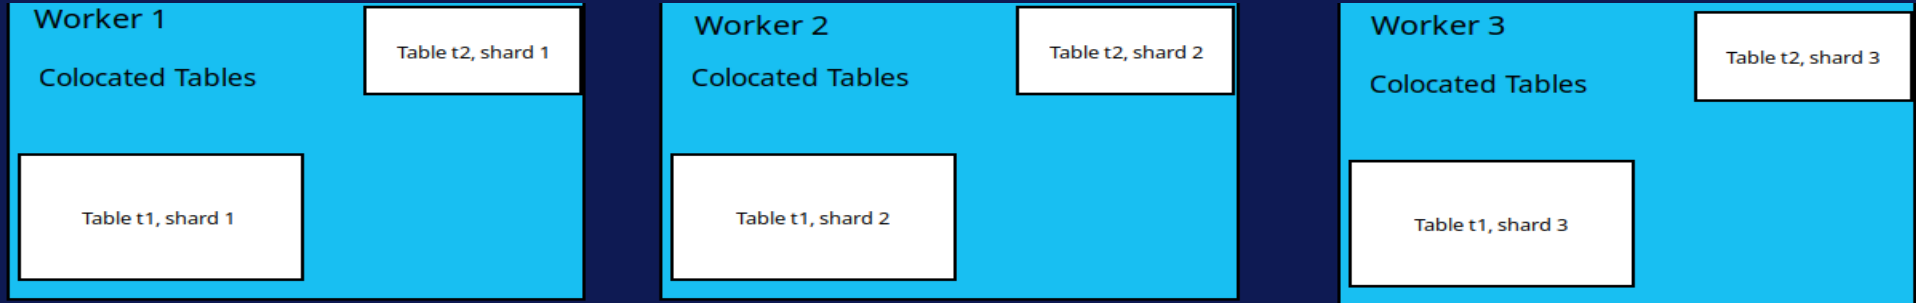 Worker 1
Table t2, shard 1
Colocated Tables
Table t1, shard 1
Worker 2
Table t2, shard 2
Colocated Tables
Table t1, shard 2
Worker 3
Table t2, shard 3
Colocated Tables
Table t1, shard 3